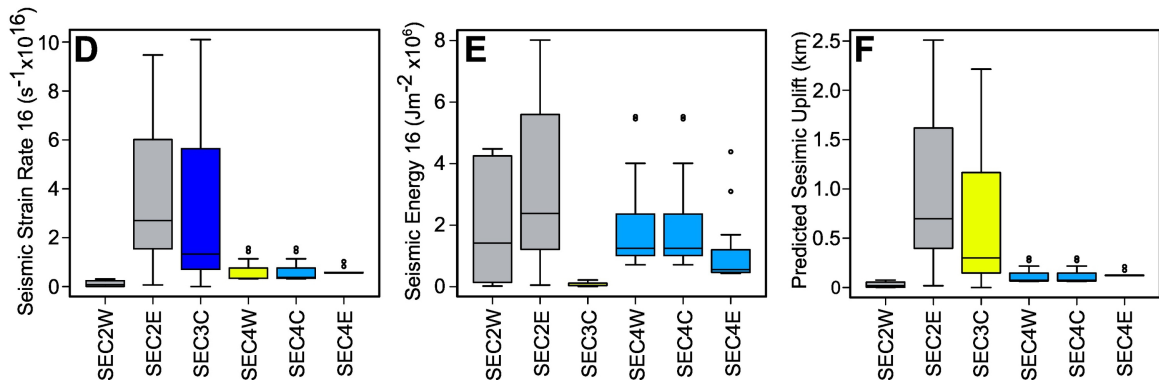 D
Seismic Strain Rate 16 (s⁻¹x10¹⁶)
10
8
6
4
2
0
SEC2W
SEC2E
SEC3C
SEC4W
SEC4C
SEC4E
E
Seismic Energy 16 (Jm⁻² x10⁶)
8
6
4
2
0
SEC2W
SEC2E
SEC3C
SEC4W
SEC4C
SEC4E
F
Predicted Sesimic Uplift (km)
2.5
2.0
1.5
1.0
0.5
0.0
SEC2W
SEC2E
SEC3C
SEC4W
SEC4C
SEC4E